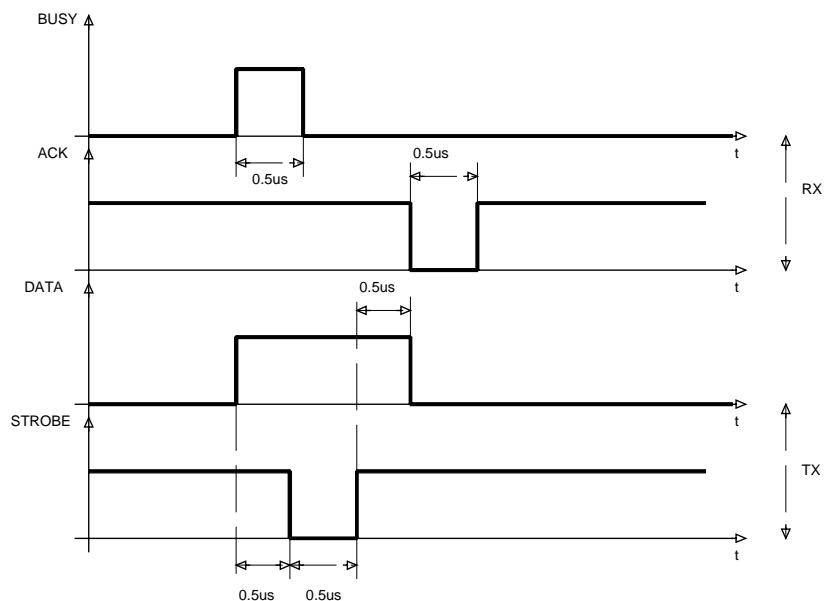 BUSY
t
ACK
0.5us
0.5us
RX
t
DATA
0.5us
t
STROBE
TX
t
0.5us
0.5us